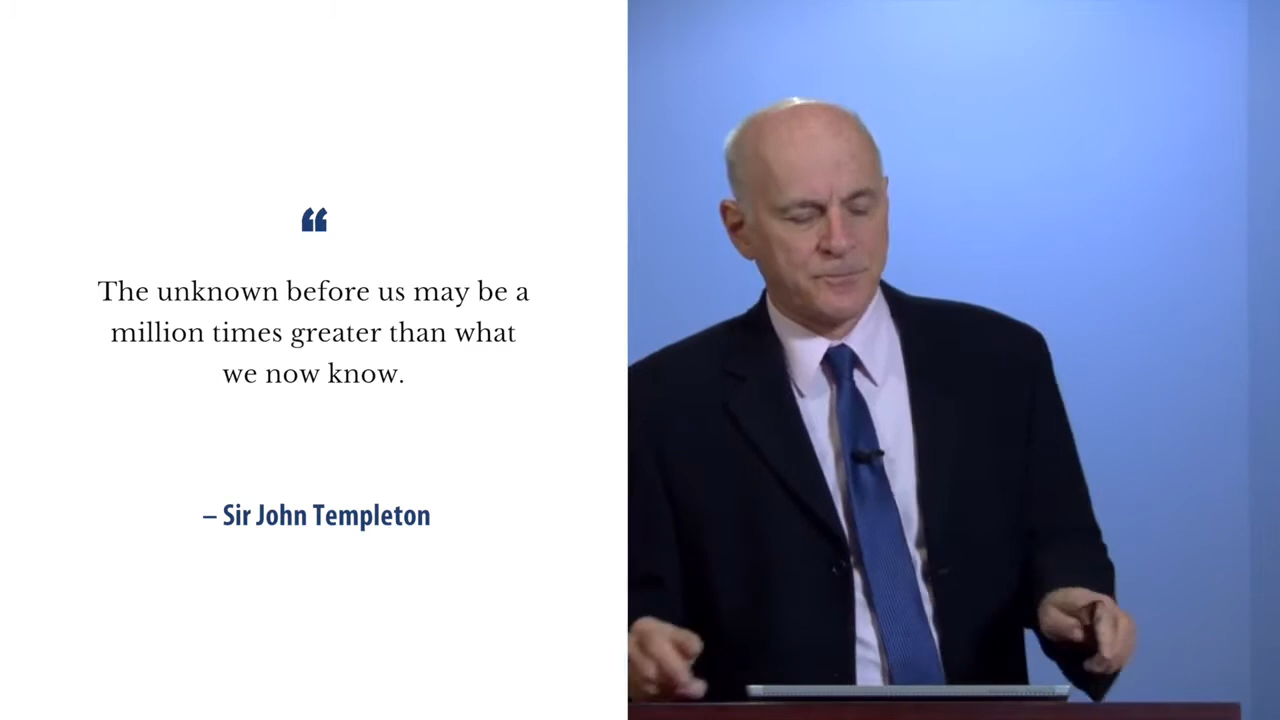 “
The unknown before us may be a
million times greater than what
we now know.
– Sir John Templeton